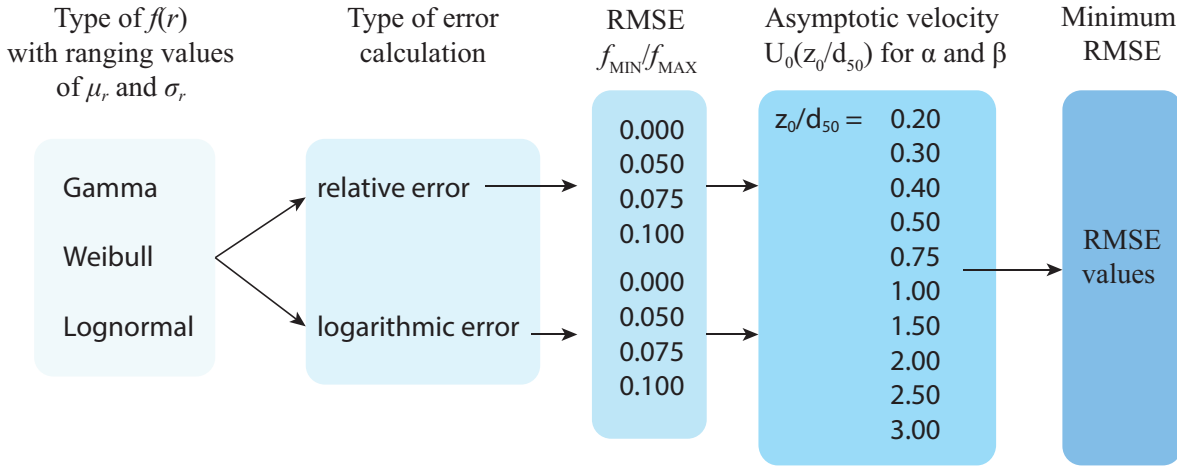 Type of f(r)
with ranging values
of μr and σr
Type of error
calculation
RMSE
fMIN/fMAX
Asymptotic velocity
U0(z0/d50) for α and β
Minimum
RMSE
Gamma
Weibull
Lognormal
relative error
logarithmic error
0.000
0.050
0.075
0.100
0.000
0.050
0.075
0.100
z0/d50 = 0.20
0.30
0.40
0.50
0.75
1.00
1.50
2.00
2.50
3.00
RMSE
values